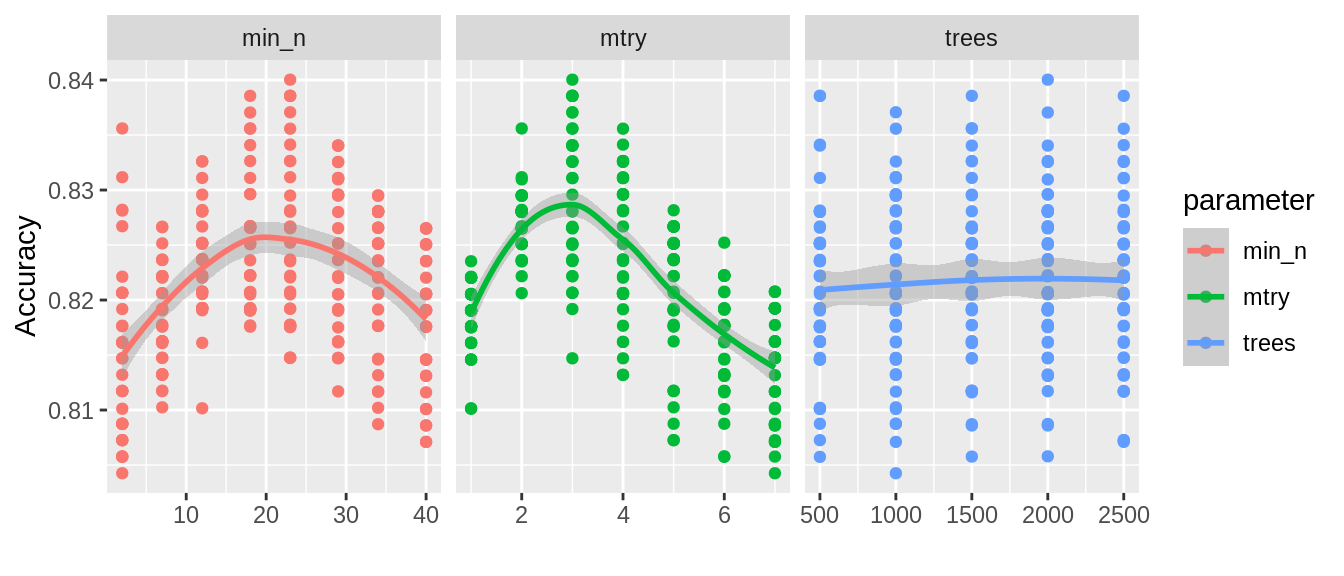 min_n mtry trees
Accuracy
0.84
0.83
0.82
0.81
10 20 30 40
2 4 6
500 1000 1500 2000 2500
parameter
min_n
mtry
trees